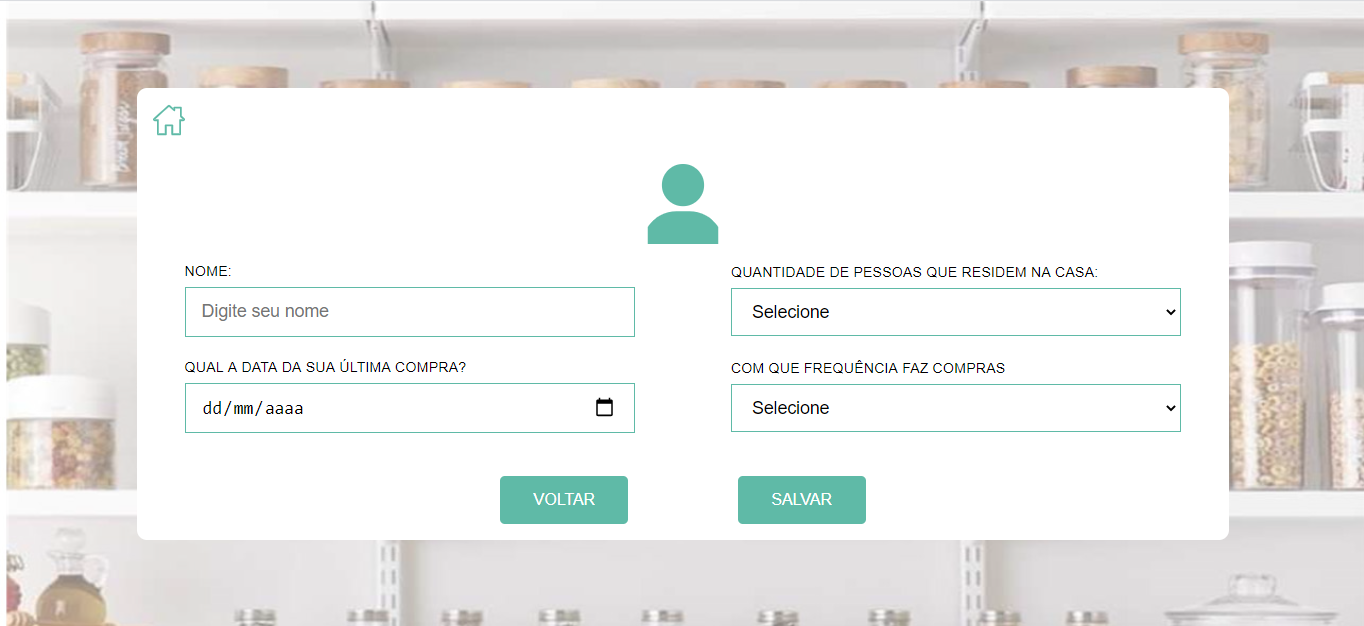 NOME:
Digite seu nome
QUANTIDADE DE PESSOAS QUE RESIDEM NA CASA:
Selecione
QUAL A DATA DA SUA ÚLTIMA COMPRA?
dd/mm/aaaa
COM QUE FREQUÊNCIA FAZ COMPRAS
Selecione
VOLTAR
SALVAR